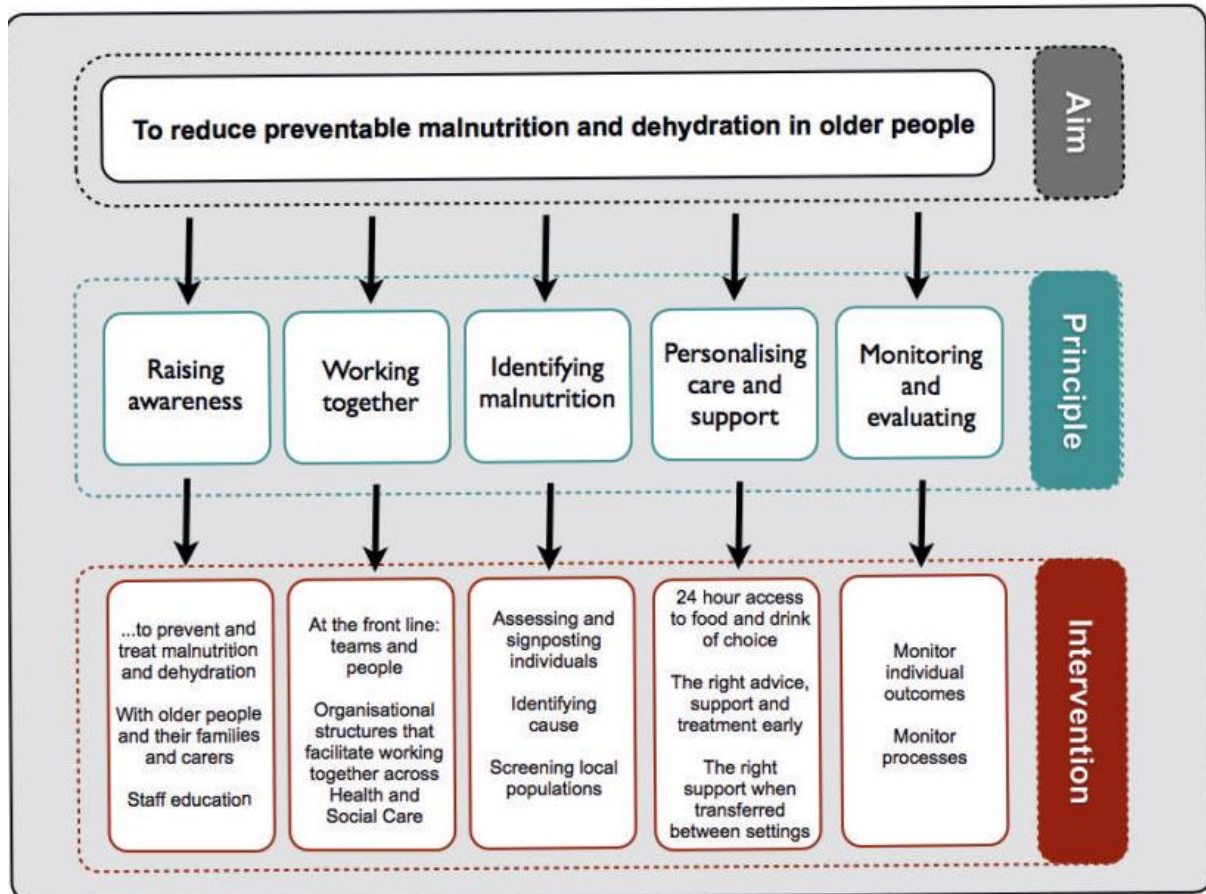 To reduce preventable malnutrition and dehydration in older people
Aim
Raising
awareness
Working
together
Identifying
malnutrition
Personalising
care and
support
Monitoring
and
evaluating
Principle
...to prevent and
treat malnutrition
and dehydration
With older people
and their families
and carers
Staff education
At the front line:
teams and
people
Organisational
structures that
facilitate working
together across
Health and
Social Care
Assessing and
signposting
individuals
Identifying
cause
Screening local
populations
24 hour access
to food and drink
of choice
The right advice,
support and
treatment early
The right
support when
transferred
between settings
Monitor
individual
outcomes
Monitor
processes
Intervention